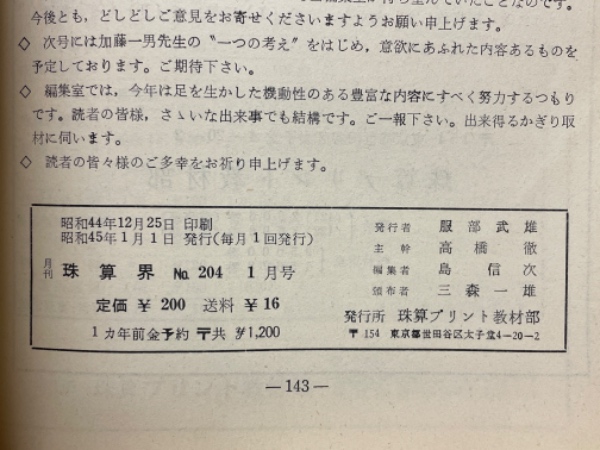 今後とも，どしどしご意見をお寄せくださいますようお願い申上げます。
◇ 次号には加藤一男先生の〝一つの考え〟をはじめ，意欲にあふれた内容あるものを
予定しております。ご期待下さい。
◇ 編集室では，今年は足を生かした機動性のある豊富な内容にすべく努力するつもり
です。読者の皆様，さゝいな出来事でも結構です。ご一報下さい。出来得るかぎり取
材に伺います。
◇ 読者の皆々様のご多幸をお祈り申上げます。
昭和44年12月25日 印刷
昭和45年1月1日 発行(毎月1回発行)
月刊 珠算界 No. 204 1月号
定価 ¥ 200 送料 ¥16
1カ年前金予約 〒共 ¥1,200
発行者 服部武雄
主幹 高橋徹
編集者 島信次
頒布者 三森一雄
発行所 珠算プリント教材部
〒 154 東京都世田谷区太子堂4-20-2
—143—